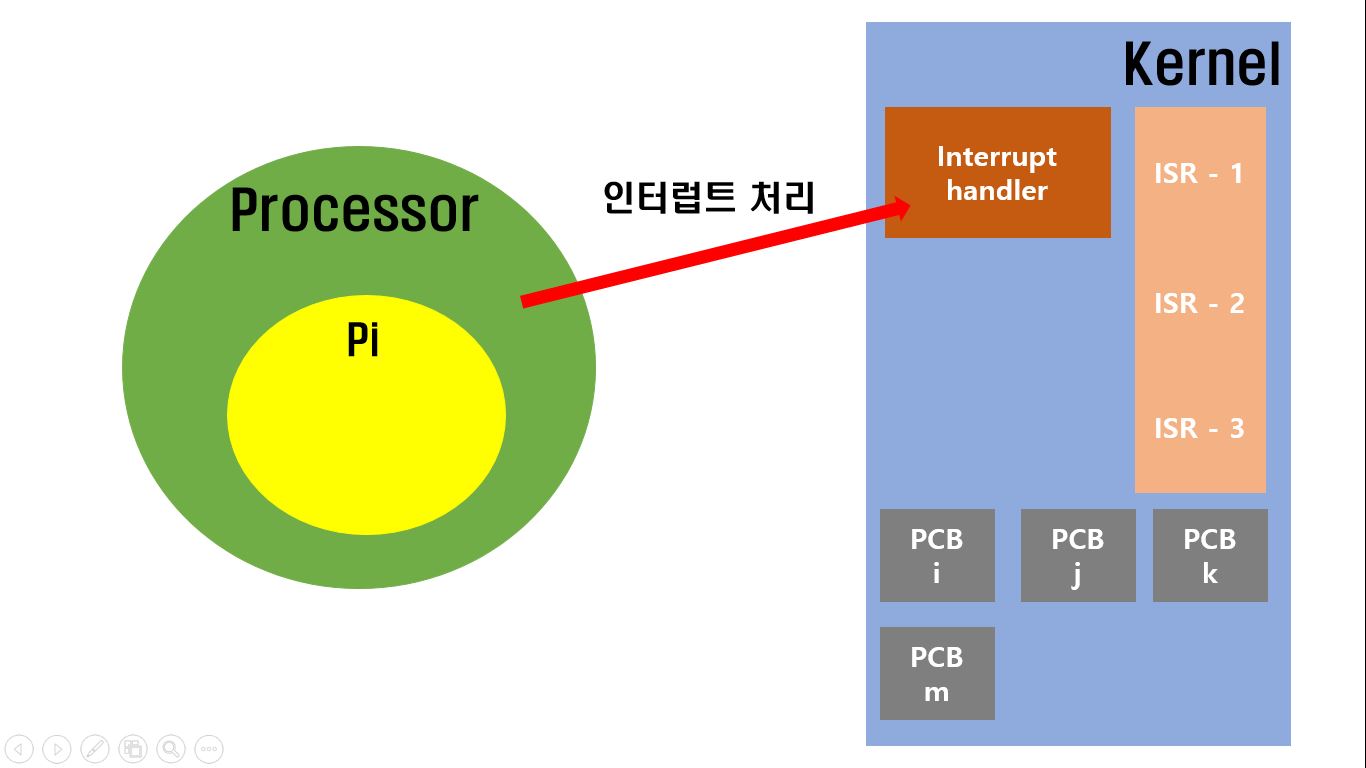 Kernel
Processor
Pi
인터럽트 처리
Interrupt
handler
ISR - 1
ISR - 2
ISR - 3
PCB
i
PCB
j
PCB
k
PCB
m